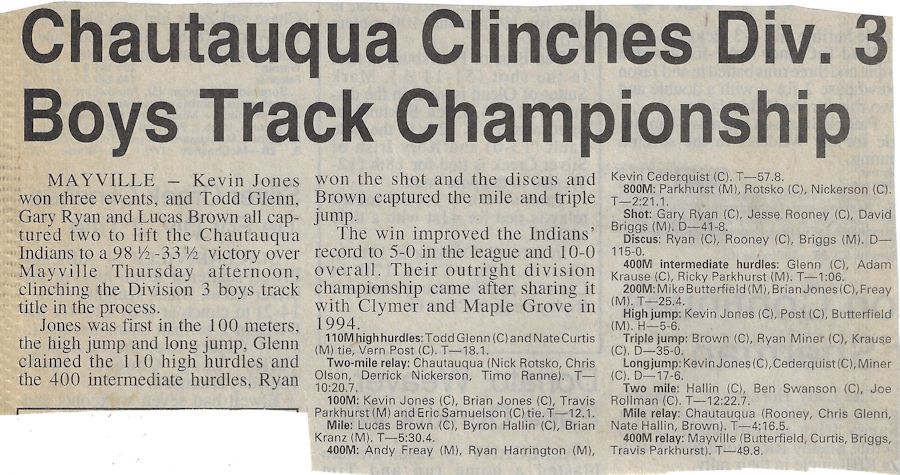 Chautauqua Clinches Div. 3
Boys Track Championship
MAYVILLE – Kevin Jones
won three events, and Todd Glenn,
Gary Ryan and Lucas Brown all cap-
tured two to lift the Chautauqua
Indians to a 98 ½ -33 ½ victory over
Mayville Thursday afternoon,
clinching the Division 3 boys track
title in the process.
Jones was first in the 100 meters,
the high jump and long jump, Glenn
claimed the 110 high hurdles and
the 400 intermediate hurdles, Ryan
won the shot and the discus and
Brown captured the mile and triple
jump.
The win improved the Indians'
record to 5-0 in the league and 10-0
overall. Their outright division
championship came after sharing it
with Clymer and Maple Grove in
1994.
110M high hurdles: Todd Glenn (C) and Nate Curtis
(M) tie, Vern Post (C). T—18.1.
Two-mile relay: Chautauqua (Nick Rotsko, Chris
Olson, Derrick Nickerson, Timo Ranne). T—
10:20.7.
100M: Kevin Jones (C), Brian Jones (C), Travis
Parkhurst (M) and Eric Samuelson (C) tie. T—12.1.
Mile: Lucas Brown (C), Byron Hallin (C), Brian
Kranz (M). T—5:30.4.
400M: Andy Freay (M), Ryan Harrington (M),
Kevin Cederquist (C). T—57.8.
800M: Parkhurst (M), Rotsko (C), Nickerson (C).
T—2:21.1.
Shot: Gary Ryan (C), Jesse Rooney (C), David
Briggs (M). D—41-8.
Discus: Ryan (C), Rooney (C), Briggs (M). D—
115-0.
400M intermediate hurdles: Glenn (C), Adam
Krause (C), Ricky Parkhurst (M). T—1:06.
200M: Mike Butterfield (M), Brian Jones (C), Freay
(M). T—25.4.
High jump: Kevin Jones (C), Post (C), Butterfield
(M). H—5-6.
Triple jump: Brown (C), Ryan Miner (C), Krause
(C). D—35-0.
Long jump: Kevin Jones (C), Cederquist (C), Miner
(C). D—17-6.
Two mile: Hallin (C), Ben Swanson (C), Joe
Rollman (C). T—12:22.7.
Mile relay: Chautauqua (Rooney, Chris Glenn,
Nate Hallin, Brown). T—4:16.5.
400M relay: Mayville (Butterfield, Curtis, Briggs,
Travis Parkhurst). T—49.8.